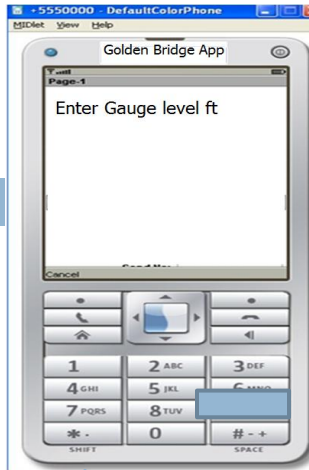 +5550000 - DefaultColorPhone
MIDlet View Help
Golden Bridge App
Page-1
Enter Gauge level ft
Cancel
1 2 ABC 3 DEF
4 GHI 5 JKL 6
7 PQRS 8 TUV
* . 0 # - +
SHIFT SPACE